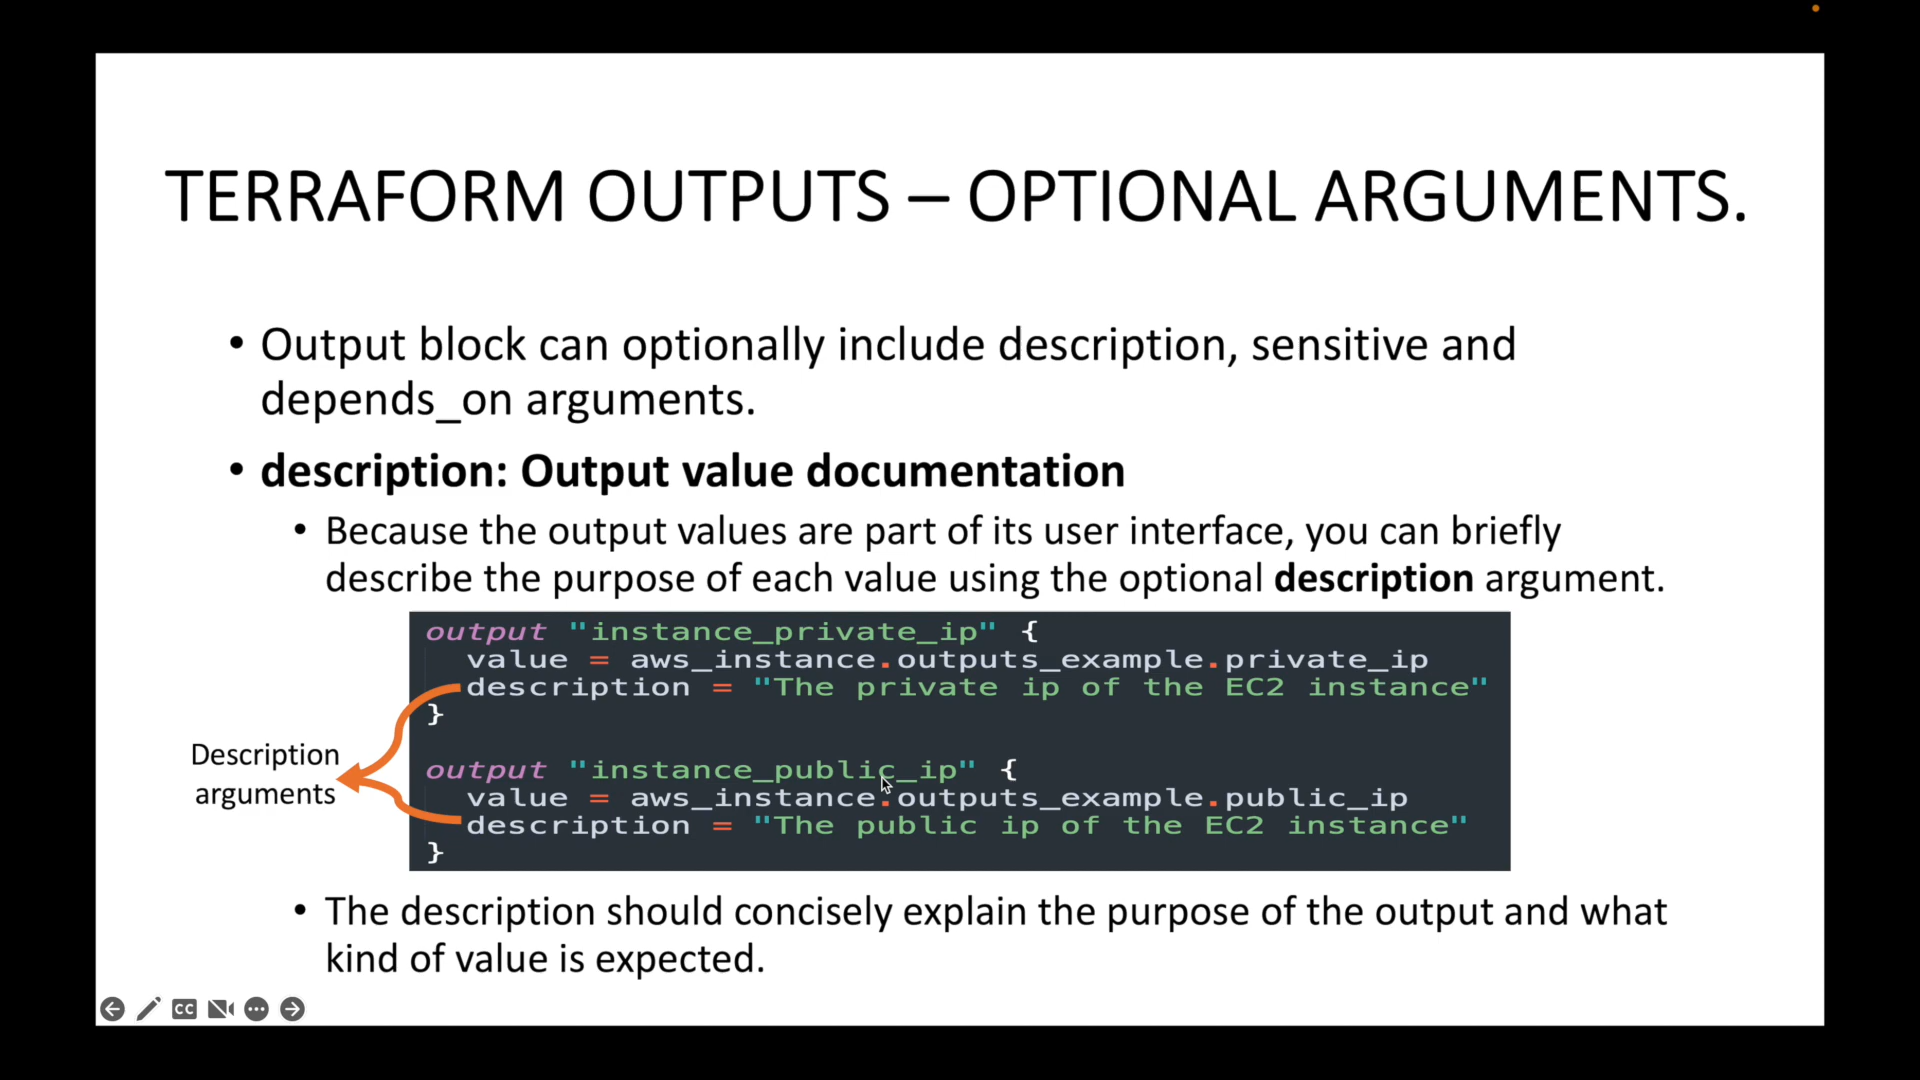 TERRAFORM OUTPUTS – OPTIONAL ARGUMENTS.
• Output block can optionally include description, sensitive and
depends_on arguments.
• description: Output value documentation
• Because the output values are part of its user interface, you can briefly
describe the purpose of each value using the optional description argument.
output "instance_private_ip" {
value = aws_instance.outputs_example.private_ip
description = "The private ip of the EC2 instance"
}
Description
arguments
output "instance_public_ip" {
value = aws_instance.outputs_example.public_ip
description = "The public ip of the EC2 instance"
}
• The description should concisely explain the purpose of the output and what
kind of value is expected.
CC